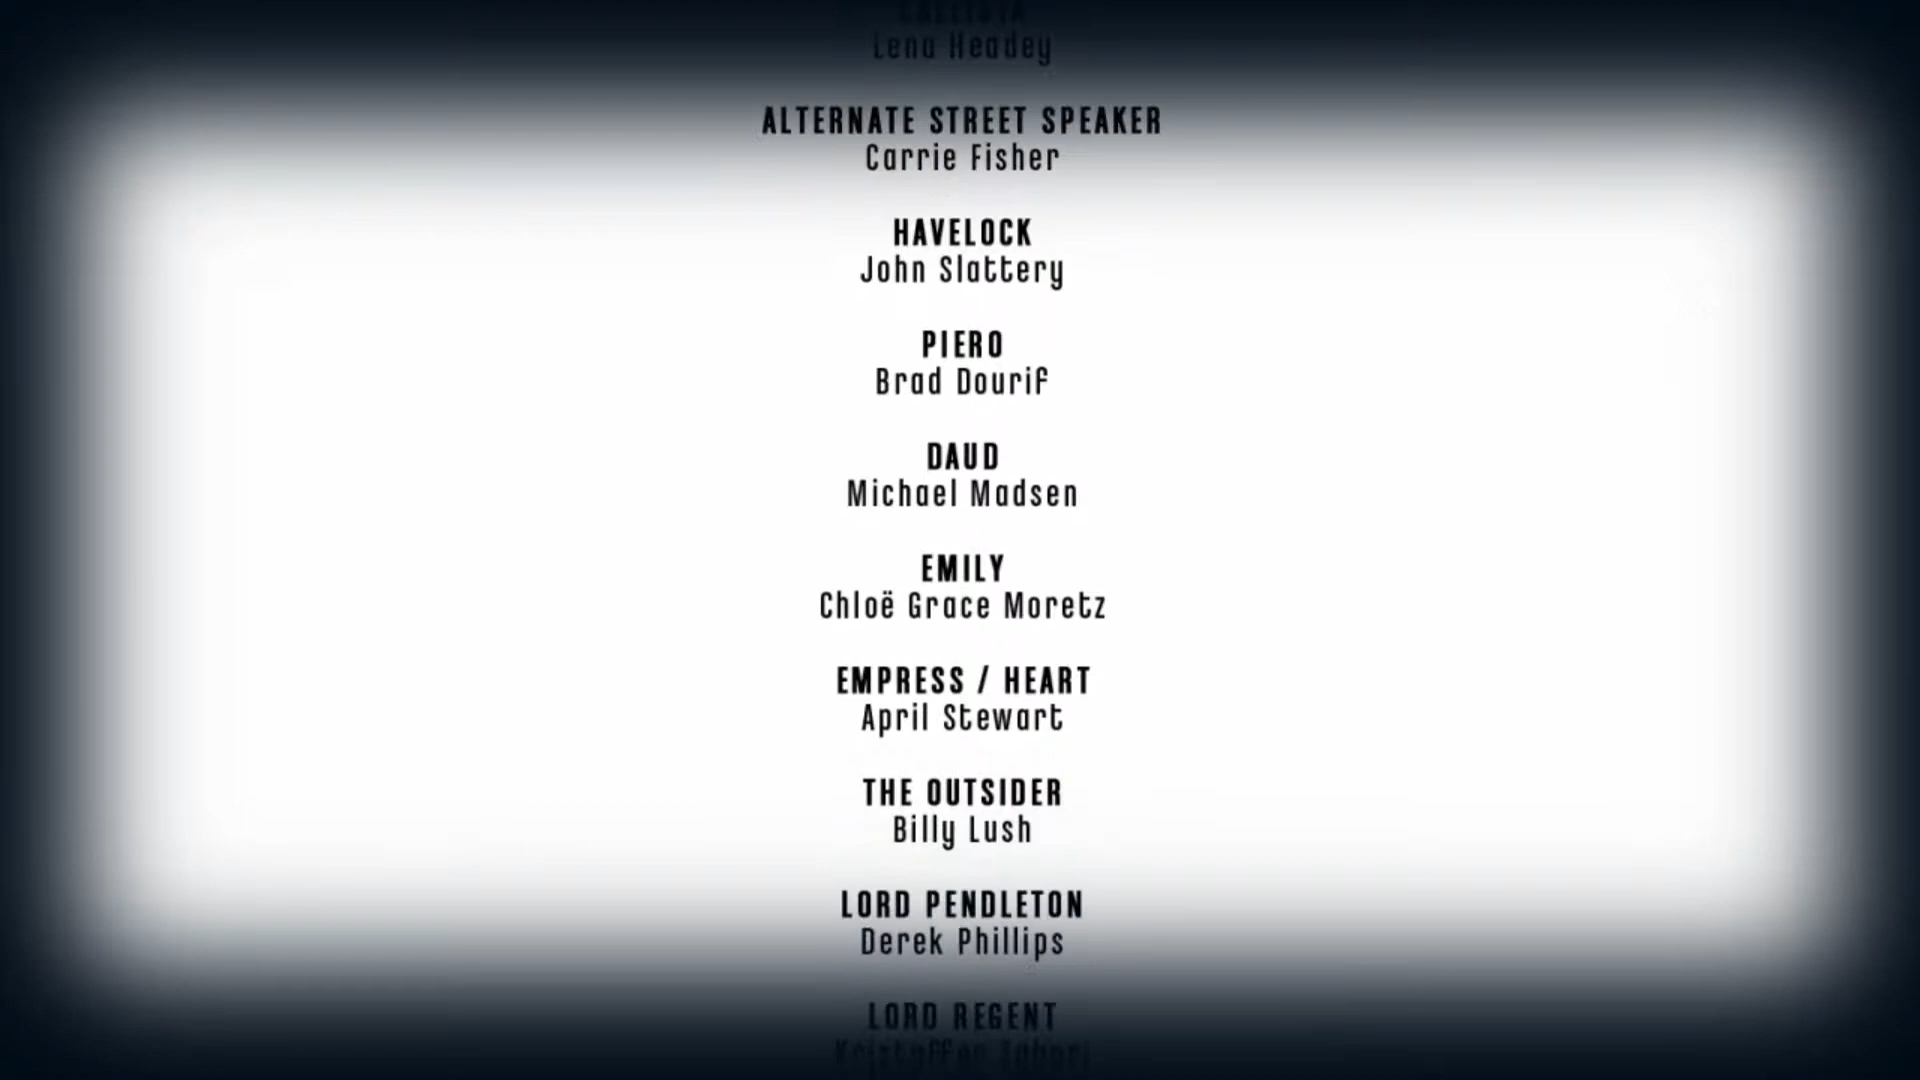 Lena Headey
ALTERNATE STREET SPEAKER
Carrie Fisher
HAVELOCK
John Slattery
PIERO
Brad Dourif
DAUD
Michael Madsen
EMILY
Chloë Grace Moretz
EMPRESS / HEART
April Stewart
THE OUTSIDER
Billy Lush
LORD PENDLETON
Derek Phillips
LORD REGENT